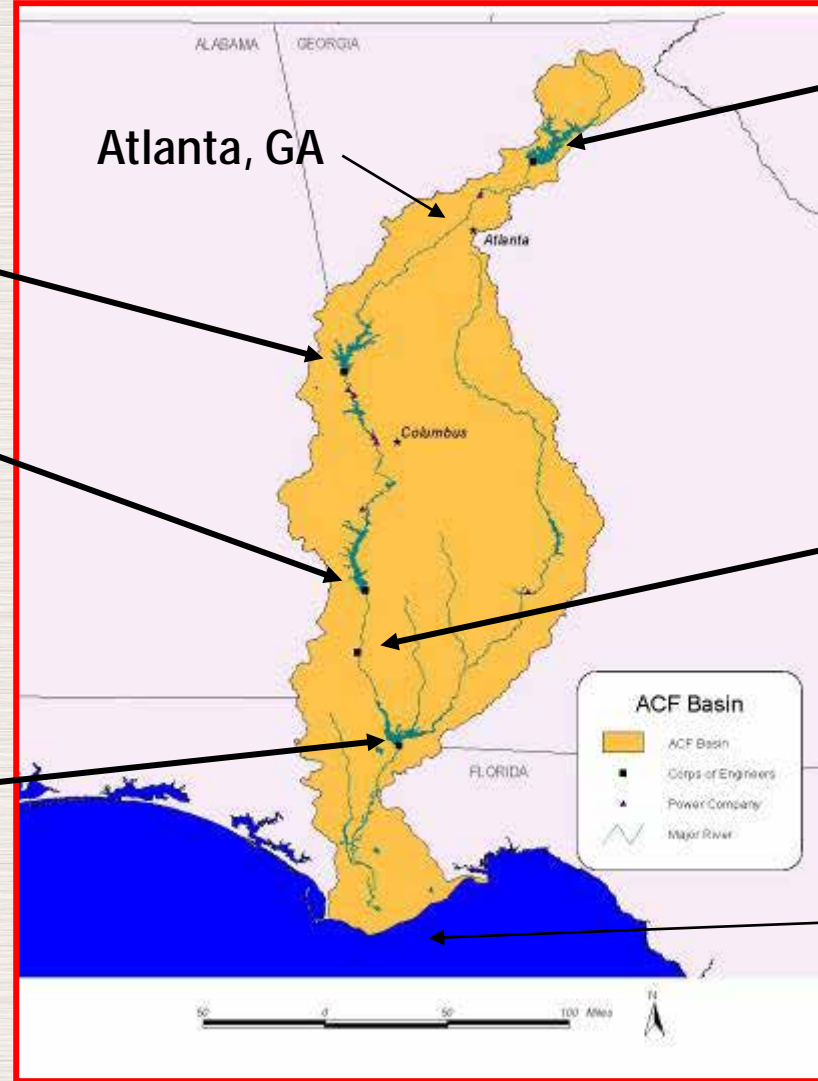 ALABAMA GEORGIA
Atlanta, GA
Atlanta
Columbus
ACF Basin
ACF Basin
Corps of Engineers
Power Company
Major River
FLORIDA
50 0 50 100 Miles
N